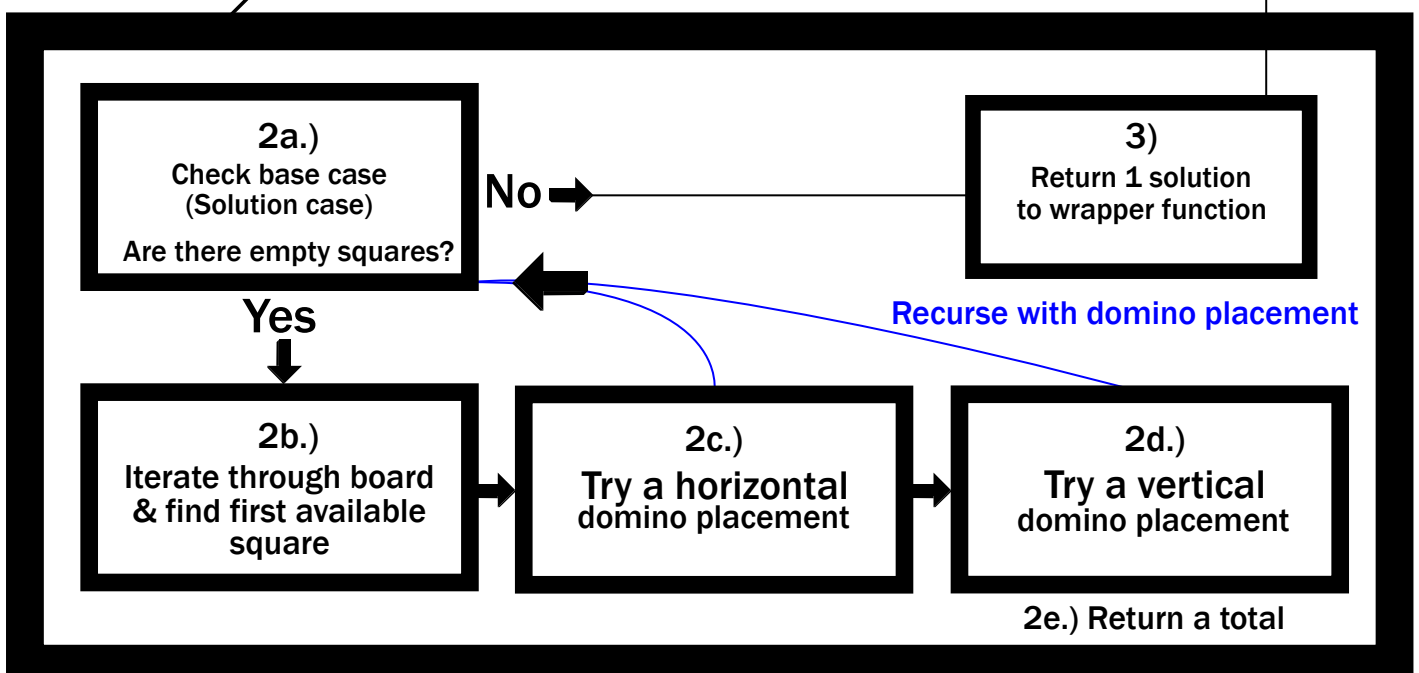 2a.)
Check base case
(Solution case)
Are there empty squares?
No
3)
Return 1 solution
to wrapper function
Recurse with domino placement
Yes
2b.)
Iterate through board
& find first available
square
2c.)
Try a horizontal
domino placement
2d.)
Try a vertical
domino placement
2e.) Return a total